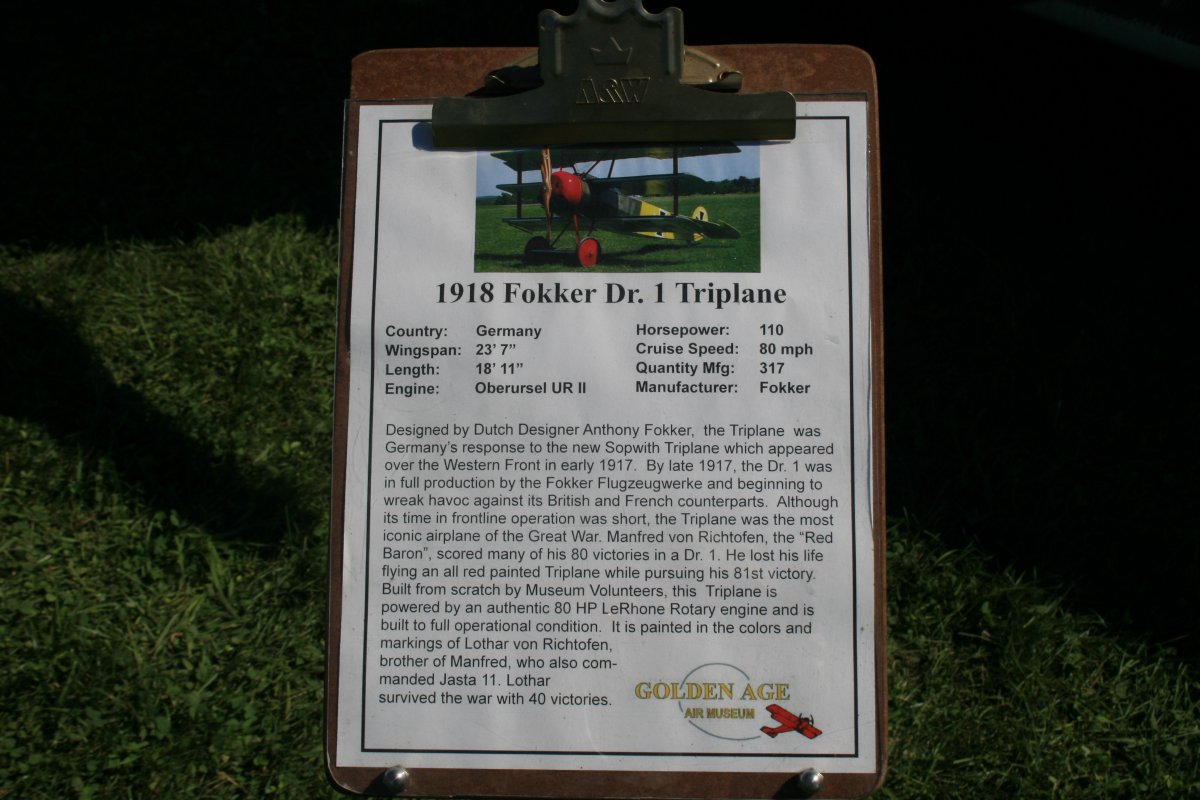 A&W
1918 Fokker Dr. 1 Triplane
Country: Germany
Wingspan: 23’ 7”
Length: 18’ 11”
Engine: Oberursel UR II
Horsepower: 110
Cruise Speed: 80 mph
Quantity Mfg: 317
Manufacturer: Fokker
Designed by Dutch Designer Anthony Fokker, the Triplane was
Germany’s response to the new Sopwith Triplane which appeared
over the Western Front in early 1917. By late 1917, the Dr. 1 was
in full production by the Fokker Flugzeugwerke and beginning to
wreak havoc against its British and French counterparts. Although
its time in frontline operation was short, the Triplane was the most
iconic airplane of the Great War. Manfred von Richtofen, the “Red
Baron”, scored many of his 80 victories in a Dr. 1. He lost his life
flying an all red painted Triplane while pursuing his 81st victory.
Built from scratch by Museum Volunteers, this Triplane is
powered by an authentic 80 HP LeRhone Rotary engine and is
built to full operational condition. It is painted in the colors and
markings of Lothar von Richtofen,
brother of Manfred, who also com-
manded Jasta 11. Lothar
survived the war with 40 victories.
GOLDEN AGE
AIR MUSEUM